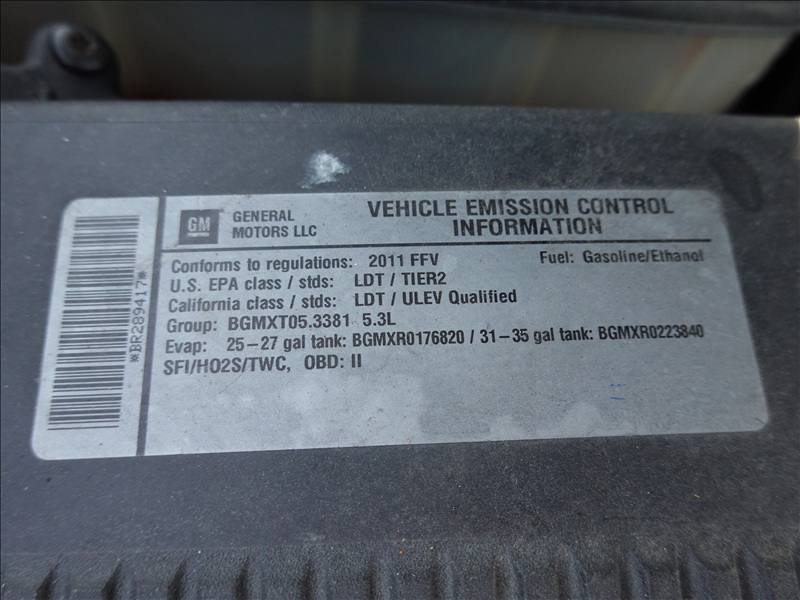 GM
GENERAL
MOTORS LLC
VEHICLE EMISSION CONTROL
INFORMATION
Conforms to regulations: 2011 FFV
Fuel: Gasoline/Ethanol
U.S. EPA class / stds: LDT / TIER2
California class / stds: LDT / ULEV Qualified
Group: BGMXT05.3381 5.3L
Evap: 25-27 gal tank: BGMXR0176820 / 31-35 gal tank: BGMXR0223840
SFI/HO2S/TWC, OBD: II
*BR289417*